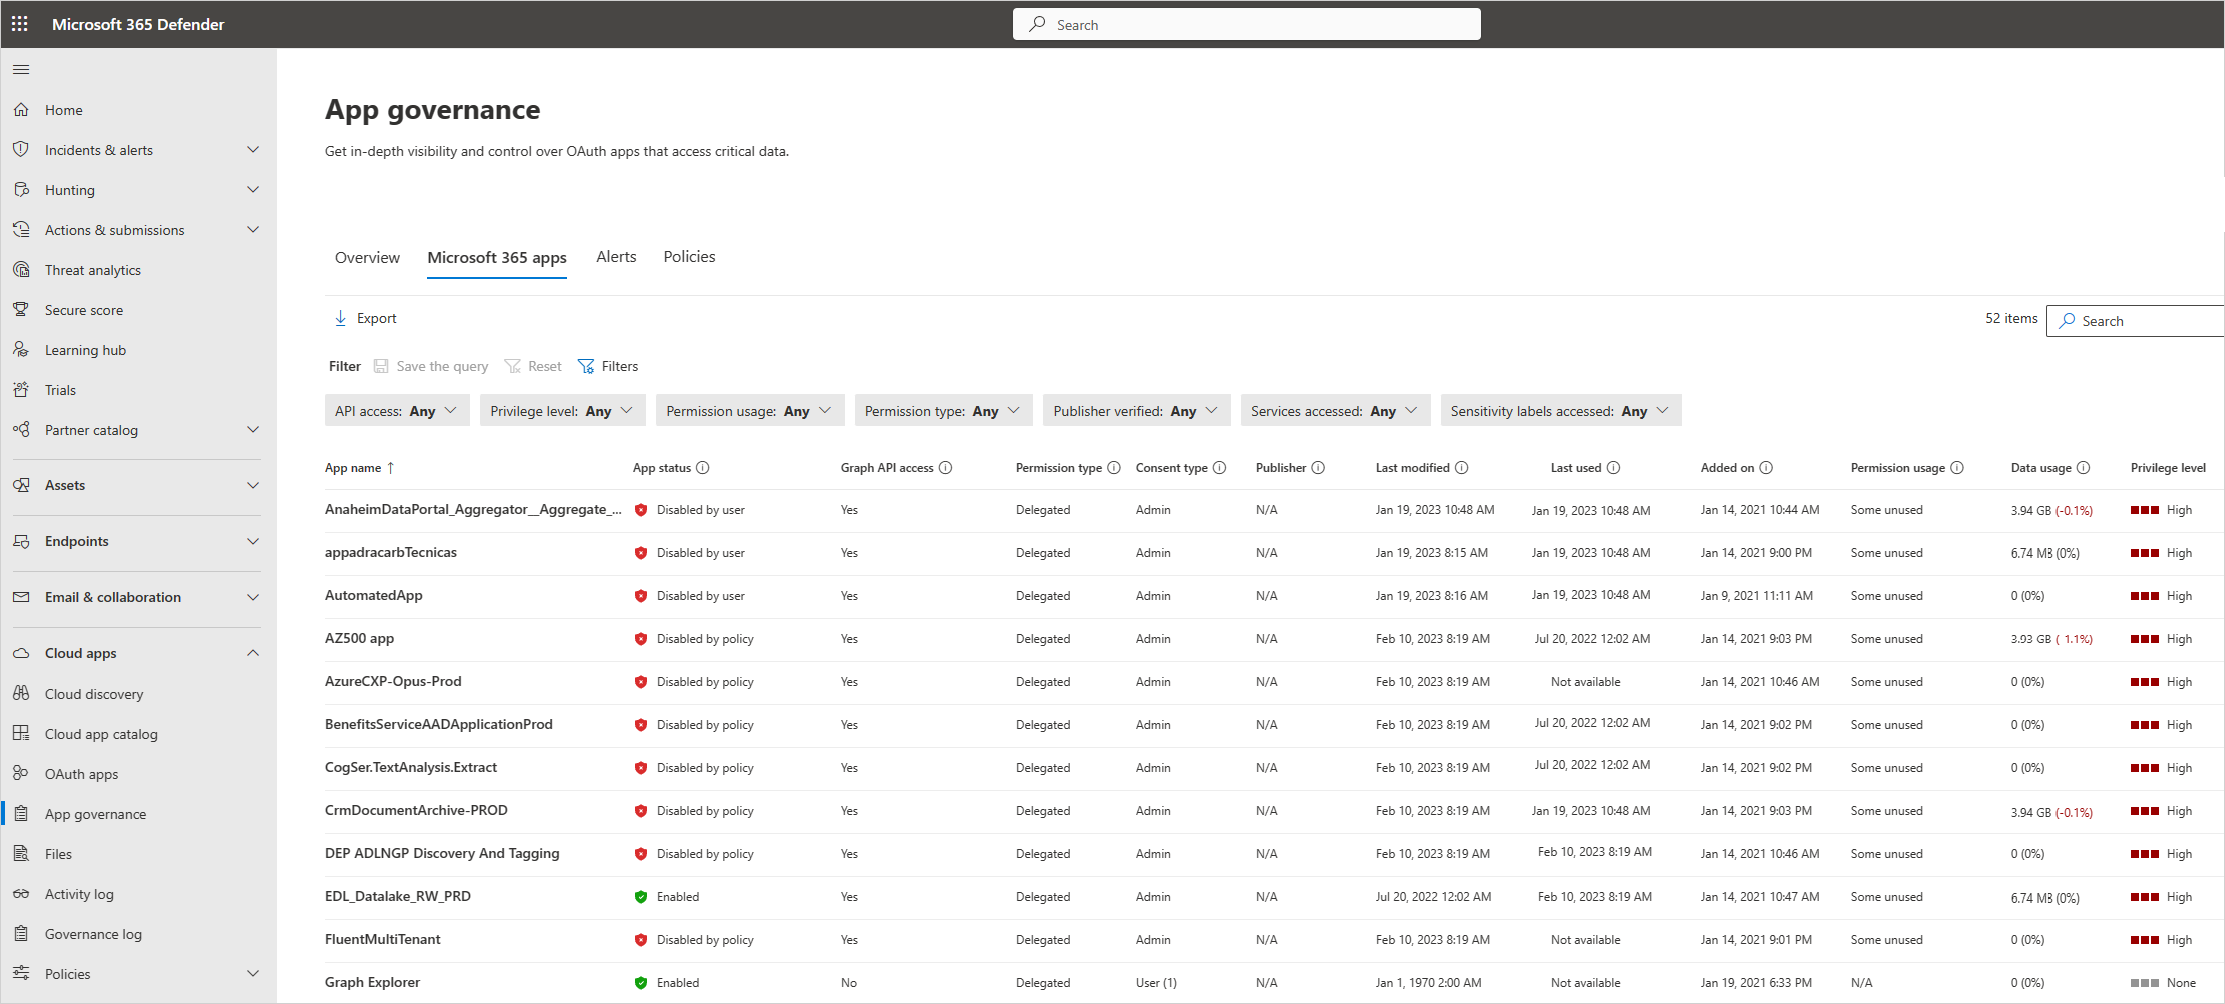 Microsoft 365 Defender
Search
Home
Incidents & alerts
Hunting
Actions & submissions
Threat analytics
Secure score
Learning hub
Trials
Partner catalog
Assets
Endpoints
Email & collaboration
Cloud apps
Cloud discovery
Cloud app catalog
OAuth apps
App governance
Files
Activity log
Governance log
Policies
App governance
Get in-depth visibility and control over OAuth apps that access critical data.
Overview Microsoft 365 apps Alerts Policies
Export 52 items Search
Filter Save the query Reset Filters
API access: Any Privilege level: Any Permission usage: Any Permission type: Any Publisher verified: Any Services accessed: Any Sensitivity labels accessed: Any
App name ↑ App status Graph API access Permission type Consent type Publisher Last modified Last used Added on Permission usage Data usage Privilege level
AnaheimDataPortal_Aggregator__Aggregate_... Disabled by user Yes Delegated Admin N/A Jan 19, 2023 10:48 AM Jan 19, 2023 10:48 AM Jan 14, 2021 10:44 AM Some unused 3.94 GB (-0.1%) High
appadracarbTecnicas Disabled by user Yes Delegated Admin N/A Jan 19, 2023 8:15 AM Jan 19, 2023 10:48 AM Jan 14, 2021 9:00 PM Some unused 6.74 MB (0%) High
AutomatedApp Disabled by user Yes Delegated Admin N/A Jan 19, 2023 8:16 AM Jan 19, 2023 10:48 AM Jan 9, 2021 11:11 AM Some unused 0 (0%) High
AZ500 app Disabled by policy Yes Delegated Admin N/A Feb 10, 2023 8:19 AM Jul 20, 2022 12:02 AM Jan 14, 2021 9:03 PM Some unused 3.93 GB ( 1.1%) High
AzureCXP-Opus-Prod Disabled by policy Yes Delegated Admin N/A Feb 10, 2023 8:19 AM Not available Jan 14, 2021 10:46 AM Some unused 0 (0%) High
BenefitsServiceAADApplicationProd Disabled by policy Yes Delegated Admin N/A Feb 10, 2023 8:19 AM Jul 20, 2022 12:02 AM Jan 14, 2021 9:02 PM Some unused 0 (0%) High
CogSer.TextAnalysis.Extract Disabled by policy Yes Delegated Admin N/A Feb 10, 2023 8:19 AM Jul 20, 2022 12:02 AM Jan 14, 2021 9:02 PM Some unused 0 (0%) High
CrmDocumentArchive-PROD Disabled by policy Yes Delegated Admin N/A Feb 10, 2023 8:19 AM Jan 19, 2023 10:48 AM Jan 14, 2021 9:03 PM Some unused 3.94 GB (-0.1%) High
DEP ADLNGP Discovery And Tagging Disabled by policy Yes Delegated Admin N/A Feb 10, 2023 8:19 AM Feb 10, 2023 8:19 AM Jan 14, 2021 10:46 AM Some unused 0 (0%) High
EDL_Datalake_RW_PRD Enabled Yes Delegated Admin N/A Jul 20, 2022 12:02 AM Feb 10, 2023 8:19 AM Jan 14, 2021 10:47 AM Some unused 6.74 MB (0%) High
FluentMultiTenant Disabled by policy Yes Delegated Admin N/A Feb 10, 2023 8:19 AM Not available Jan 14, 2021 9:01 PM Some unused 0 (0%) High
Graph Explorer Enabled No Delegated User (1) N/A Jan 1, 1970 2:00 AM Not available Jan 19, 2021 6:33 PM N/A 0 (0%) None